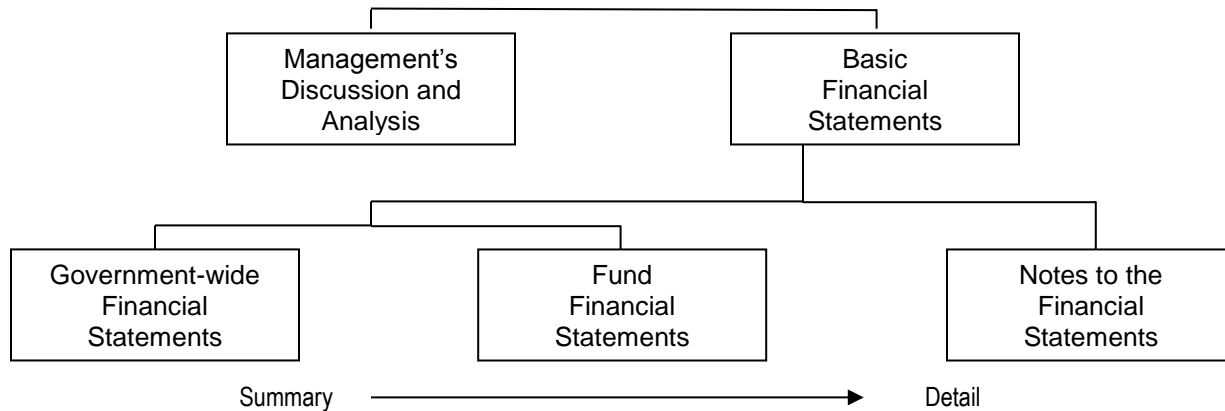 Management’s
Discussion and
Analysis
Basic
Financial
Statements
Government-wide
Financial
Statements
Fund
Financial
Statements
Notes to the
Financial
Statements
Summary
Detail